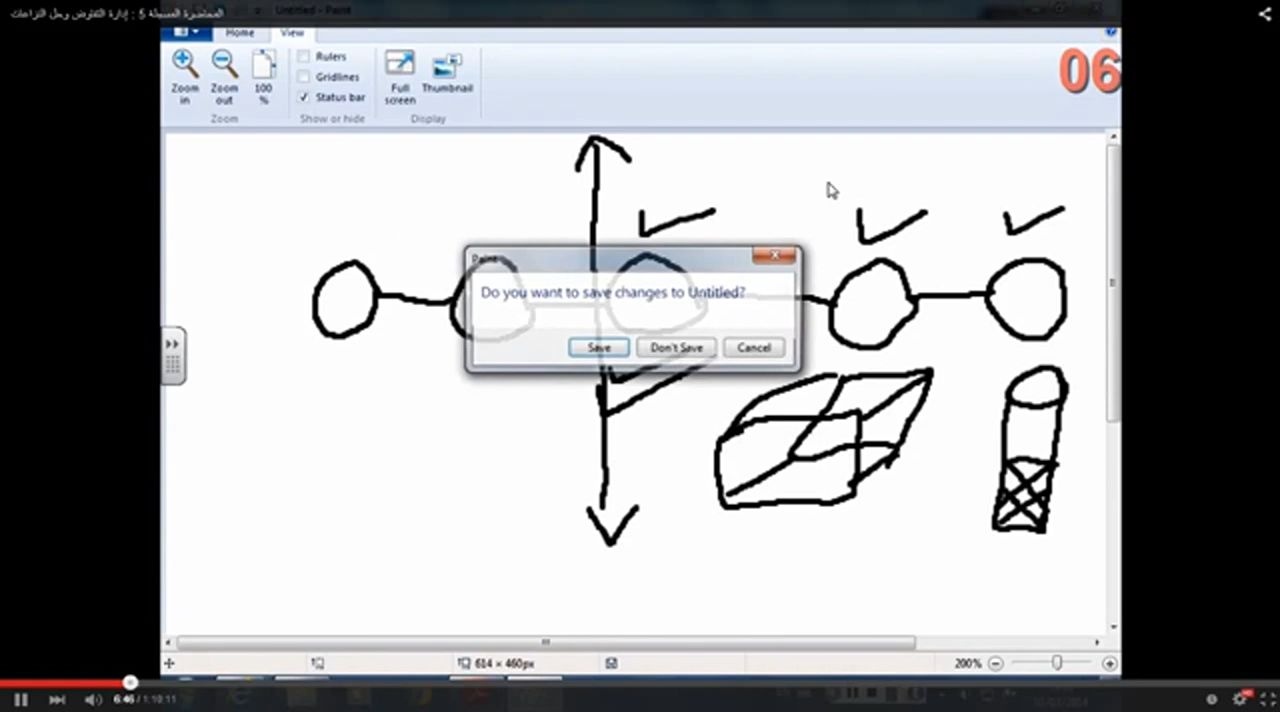 المحاضرة المسجلة 5 : إدارة التفاوض وحل النزاعات
Untitled - Paint
Home View
06
Zoom in
Zoom out
100 %
Rulers
Gridlines
Status bar
Full screen
Thumbnail
Zoom
Show or hide
Display
Paint
Do you want to save changes to Untitled?
Save Don't Save Cancel
614 × 460px
200%
6:46 / 1:10:11